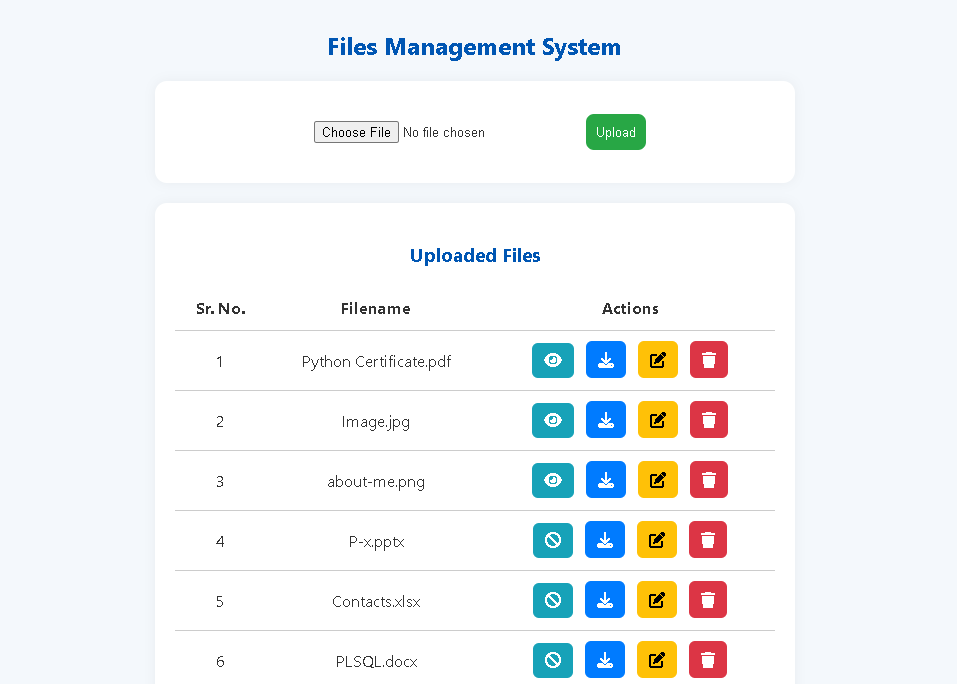 Files Management System
Choose File No file chosen Upload
Uploaded Files
Sr. No. Filename Actions
1 Python Certificate.pdf
2 Image.jpg
3 about-me.png
4 P-x.pptx
5 Contacts.xlsx
6 PLSQL.docx